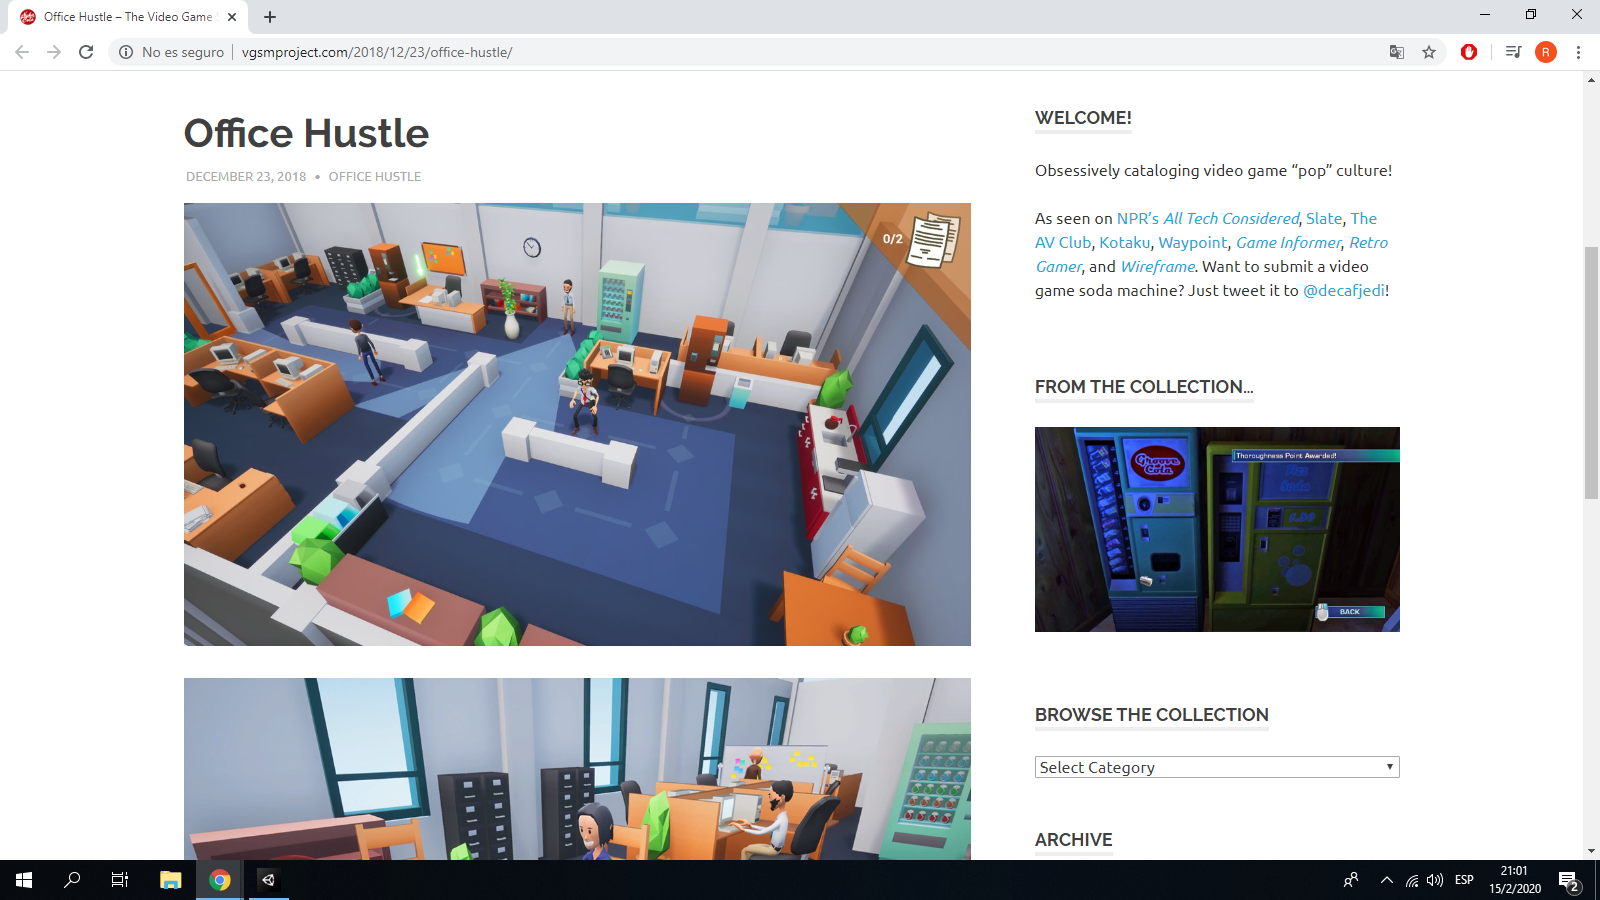 Office Hustle – The Video Game
No es seguro
vgsmproject.com/2018/12/23/office-hustle/
R
Office Hustle
DECEMBER 23, 2018 • OFFICE HUSTLE
0/2
WELCOME!
Obsessively cataloging video game “pop” culture!
As seen on NPR’s All Tech Considered, Slate, The
AV Club, Kotaku, Waypoint, Game Informer, Retro
Gamer, and Wireframe. Want to submit a video
game soda machine? Just tweet it to @decafjedi!
FROM THE COLLECTION...
Thoroughness Point Awarded!
Groove
Cola
BACK
BROWSE THE COLLECTION
Select Category
ARCHIVE
ESP
21:01
15/2/2020
2